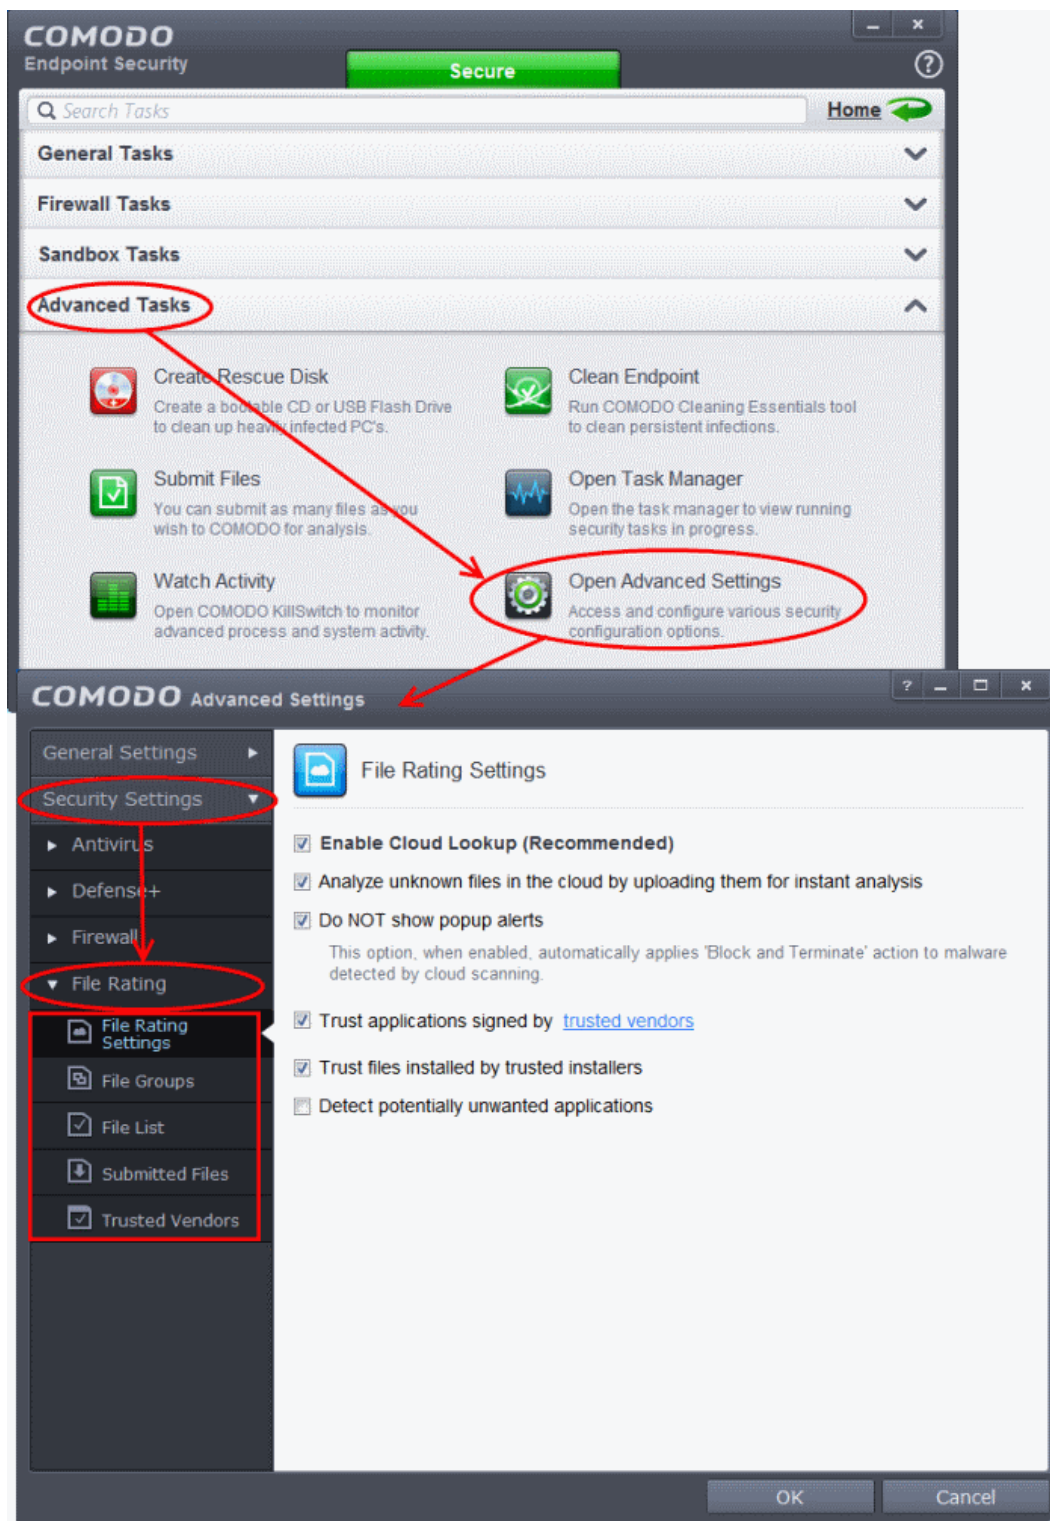 COMODO
Endpoint Security
Secure
?
Search Tasks
Home
General Tasks
Firewall Tasks
Sandbox Tasks
Advanced Tasks
Create Rescue Disk
Create a bootable CD or USB Flash Drive
to clean up heavily infected PC's.
Clean Endpoint
Run COMODO Cleaning Essentials tool
to clean persistent infections.
Submit Files
You can submit as many files as you
wish to COMODO for analysis.
Open Task Manager
Open the task manager to view running
security tasks in progress.
Watch Activity
Open COMODO KillSwitch to monitor
advanced process and system activity.
Open Advanced Settings
Access and configure various security
configuration options.
COMODO Advanced Settings
?
General Settings
Security Settings
Antivirus
Defense+
Firewall
File Rating
File Rating
Settings
File Groups
File List
Submitted Files
Trusted Vendors
File Rating Settings
Enable Cloud Lookup (Recommended)
Analyze unknown files in the cloud by uploading them for instant analysis
Do NOT show popup alerts
This option, when enabled, automatically applies 'Block and Terminate' action to malware
detected by cloud scanning.
Trust applications signed by trusted vendors
Trust files installed by trusted installers
Detect potentially unwanted applications
OK
Cancel